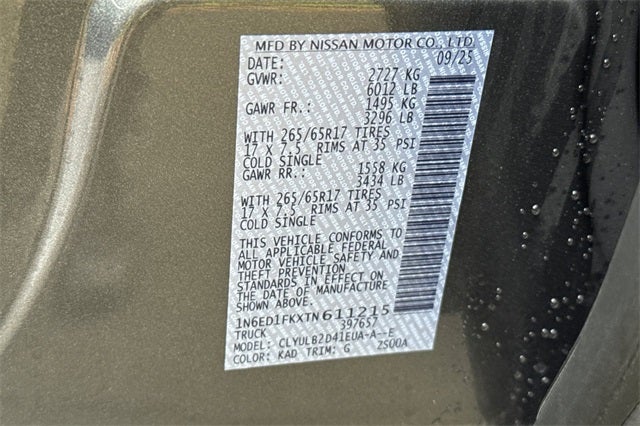 MFD BY NISSAN MOTOR CO., LTD.
DATE: 09/25
GVWR: 2727 KG
6012 LB
GAWR FR.: 1495 KG
3296 LB
WITH 265/65R17 TIRES
17 X 7.5 RIMS AT 35 PSI
COLD SINGLE
GAWR RR.: 1558 KG
3434 LB
WITH 265/65R17 TIRES
17 X 7.5 RIMS AT 35 PSI
COLD SINGLE
THIS VEHICLE CONFORMS TO
ALL APPLICABLE FEDERAL
MOTOR VEHICLE SAFETY AND
THEFT PREVENTION
STANDARDS IN EFFECT ON
THE DATE OF MANUFACTURE
SHOWN ABOVE.
1N6ED1FKXTN611215
397657
TRUCK
MODEL: CLYULB2D41EUA-A--E
COLOR: KAD TRIM: G 2S00A